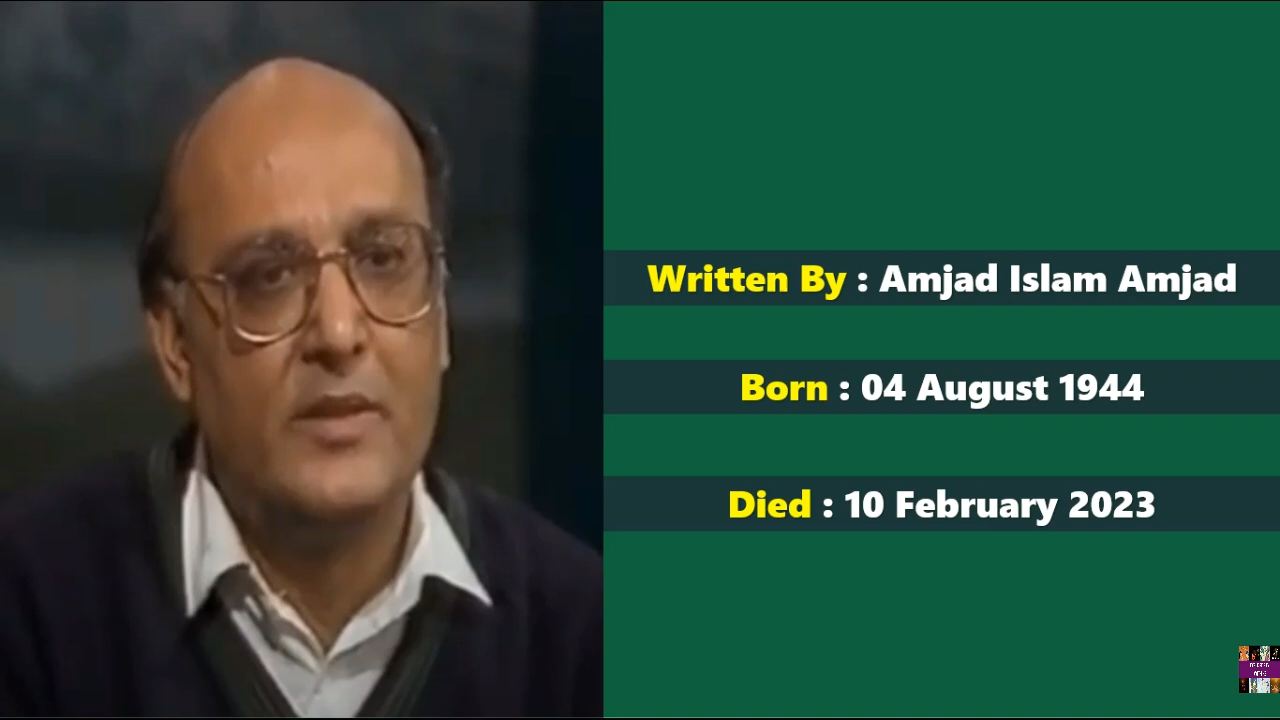 Written By : Amjad Islam Amjad
Born : 04 August 1944
Died : 10 February 2023